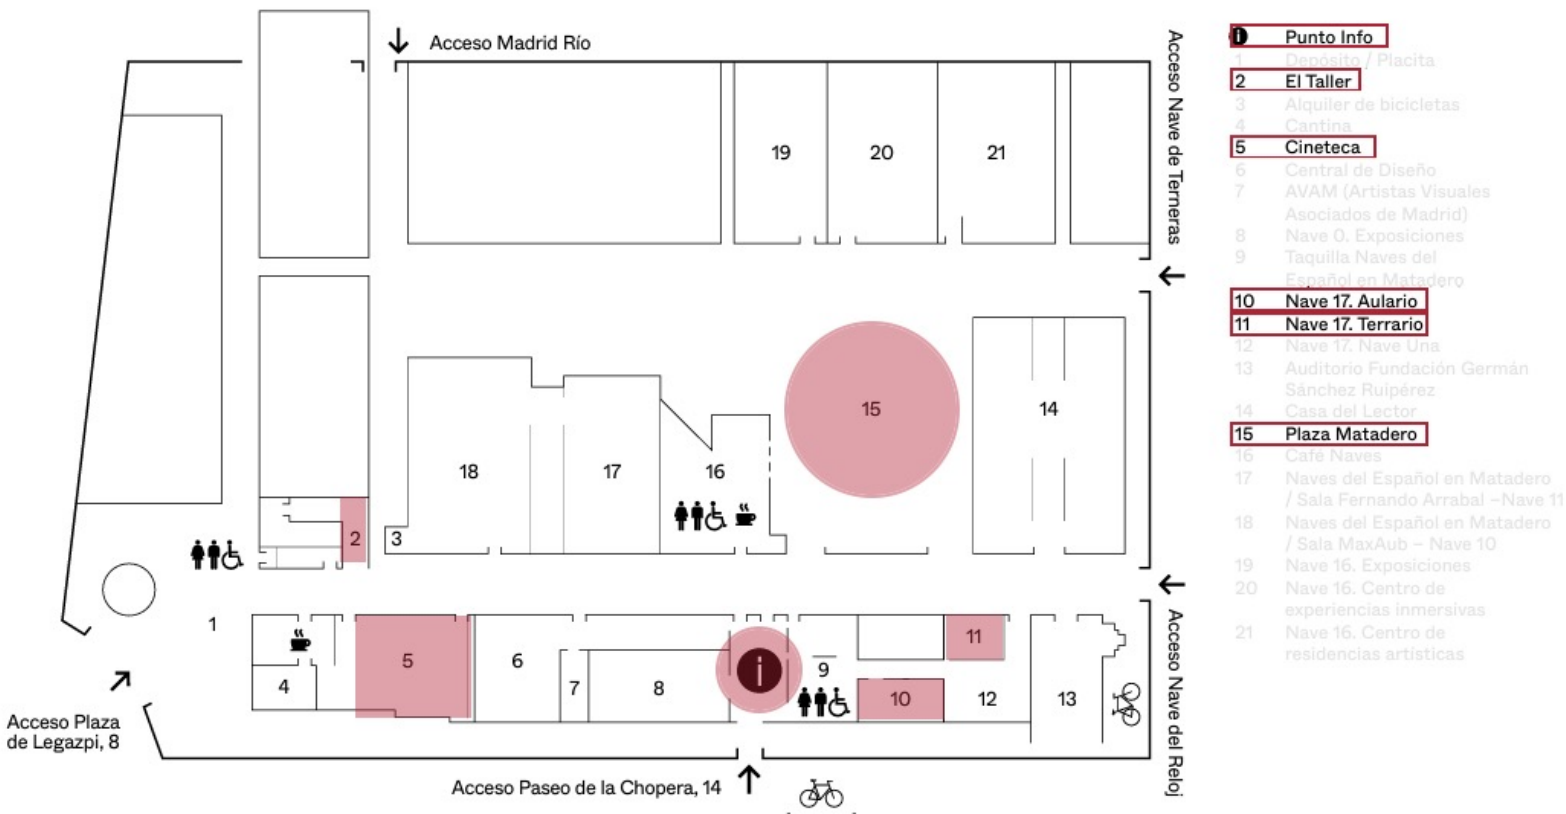 Acceso Madrid Río
Acceso Nave de Terneras
19
20
21
15
14
18
17
16
2
3
1
5
6
11
4
7
8
i
9
10
12
13
Acceso Plaza
de Legazpi, 8
Acceso Paseo de la Chopera, 14
Acceso Nave del Reloj
i Punto Info
1 Depósito / Placita
2 El Taller
3 Alquiler de bicicletas
4 Cantina
5 Cineteca
6 Central de Diseño
7 AVAM (Artistas Visuales
Asociados de Madrid)
8 Nave 0. Exposiciones
9 Taquilla Naves del
Español en Matadero
10 Nave 17. Aulario
11 Nave 17. Terrario
12 Nave 17. Nave Una
13 Auditorio Fundación Germán
Sánchez Ruipérez
14 Casa del Lector
15 Plaza Matadero
16 Café Naves
17 Naves del Español en Matadero
/ Sala Fernando Arrabal –Nave 11
18 Naves del Español en Matadero
/ Sala MaxAub – Nave 10
19 Nave 16. Exposiciones
20 Nave 16. Centro de
experiencias inmersivas
21 Nave 16. Centro de
residencias artísticas